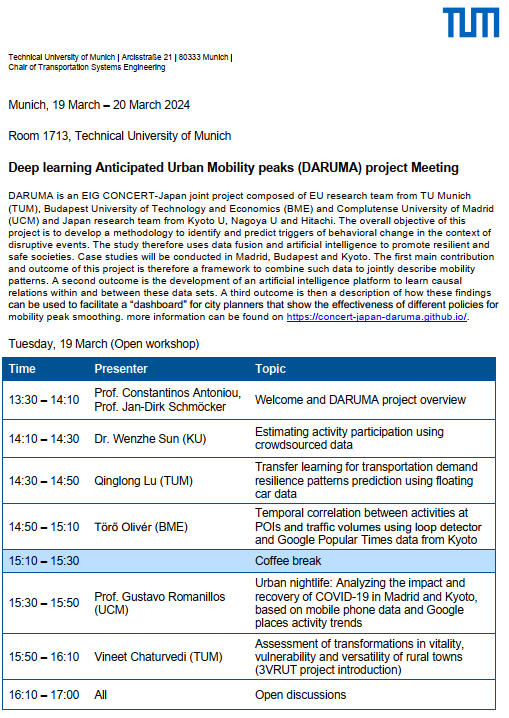 TUM
Technical University of Munich | Arcisstraße 21 | 80333 Munich |
Chair of Transportation Systems Engineering
Munich, 19 March – 20 March 2024
Room 1713, Technical University of Munich
Deep learning Anticipated Urban Mobility peaks (DARUMA) project Meeting
DARUMA is an EIG CONCERT-Japan joint project composed of EU research team from TU Munich
(TUM), Budapest University of Technology and Economics (BME) and Complutense University of Madrid
(UCM) and Japan research team from Kyoto U, Nagoya U and Hitachi. The overall objective of this
project is to develop a methodology to identify and predict triggers of behavioral change in the context of
disruptive events. The study therefore uses data fusion and artificial intelligence to promote resilient and
safe societies. Case studies will be conducted in Madrid, Budapest and Kyoto. The first main contribution
and outcome of this project is therefore a framework to combine such data to jointly describe mobility
patterns. A second outcome is the development of an artificial intelligence platform to learn causal
relations within and between these data sets. A third outcome is then a description of how these findings
can be used to facilitate a “dashboard” for city planners that show the effectiveness of different policies for
mobility peak smoothing. more information can be found on https://concert-japan-daruma.github.io/.
Tuesday, 19 March (Open workshop)
Time Presenter Topic
13:30 – 14:10 Prof. Constantinos Antoniou, Prof. Jan-Dirk Schmöcker Welcome and DARUMA project overview
14:10 – 14:30 Dr. Wenzhe Sun (KU) Estimating activity participation using
crowdsourced data
14:30 – 14:50 Qinglong Lu (TUM) Transfer learning for transportation demand
resilience patterns prediction using floating
car data
14:50 – 15:10 Törő Olivér (BME) Temporal correlation between activities at
POIs and traffic volumes using loop detector
and Google Popular Times data from Kyoto
15:10 – 15:30 Coffee break
15:30 – 15:50 Prof. Gustavo Romanillos (UCM) Urban nightlife: Analyzing the impact and
recovery of COVID-19 in Madrid and Kyoto,
based on mobile phone data and Google
places activity trends
15:50 – 16:10 Vineet Chaturvedi (TUM) Assessment of transformations in vitality,
vulnerability and versatility of rural towns
(3VRUT project introduction)
16:10 – 17:00 All Open discussions